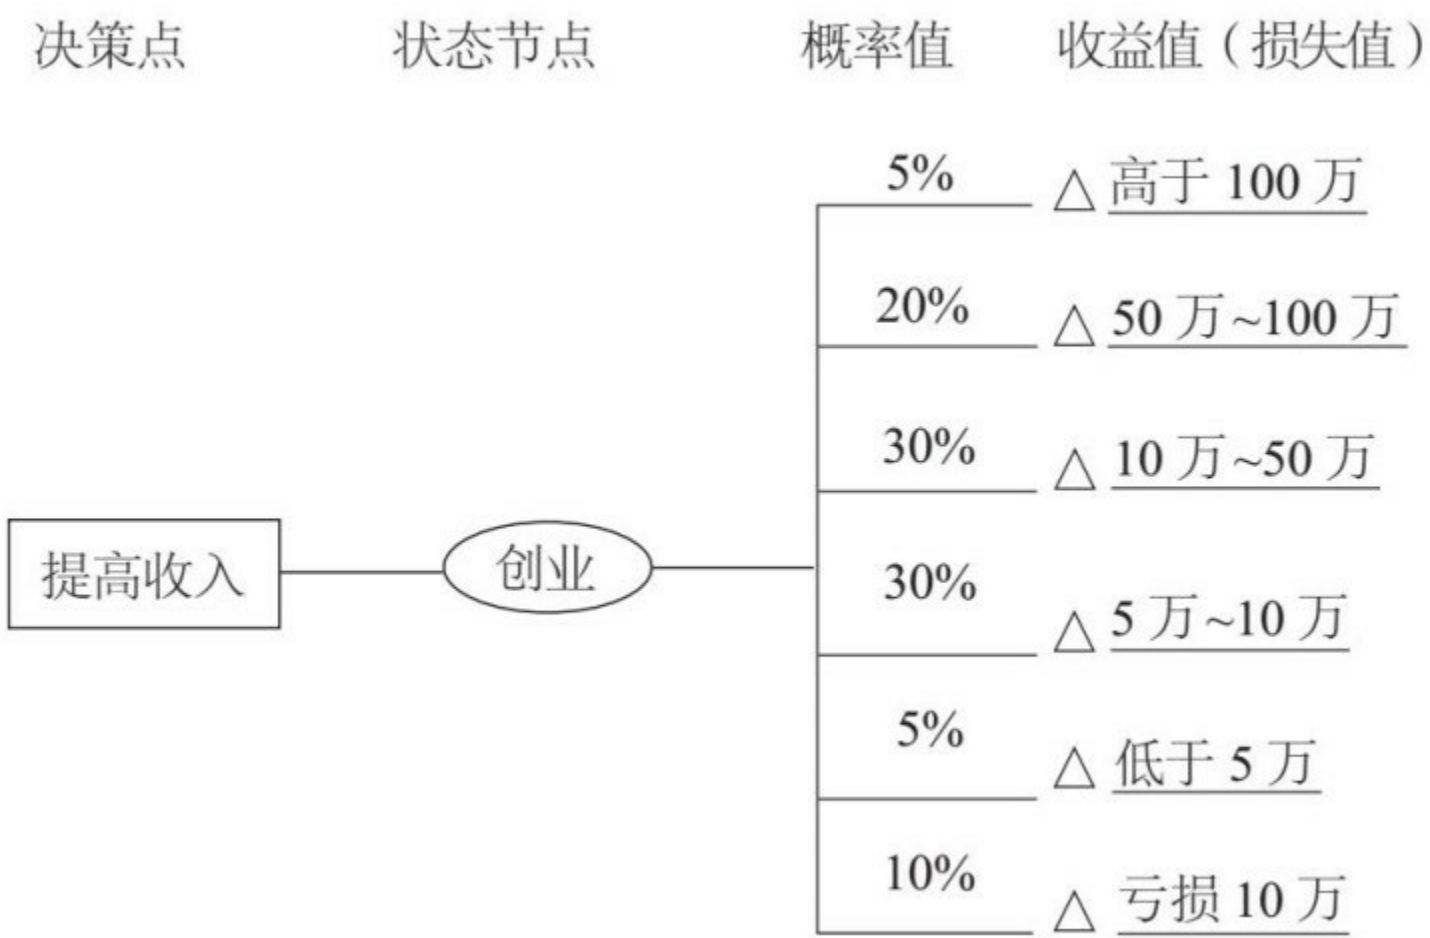 决策点 状态节点 概率值 收益值（损失值）
5% △ 高于 100 万
20% △ 50 万~100 万
30% △ 10 万~50 万
提高收入 创业
30% △ 5 万~10 万
5% △ 低于 5 万
10% △ 亏损 10 万